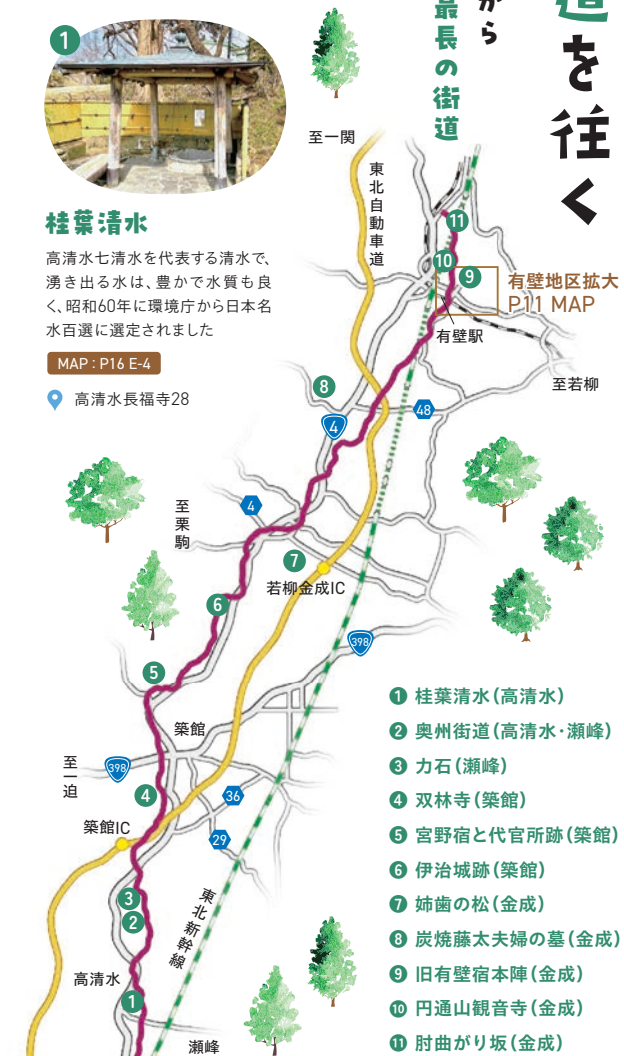 道を往く
から
最長の街道
1
桂葉清水
高清水七清水を代表する清水で、
湧き出る水は、豊かで水質も良
く、昭和60年に環境庁から日本名
水百選に選定されました
MAP : P16 E-4
高清水長福寺28
至一関
東北自動車道
11
10
9
有壁地区拡大
P11 MAP
有壁駅
至若柳
8
4
48
至栗駒
4
7
若柳金成IC
6
398
5
築館
至一迫
398
4
36
築館IC
29
3
2
東北新幹線
高清水
1
瀬峰
❶ 桂葉清水(高清水)
❷ 奥州街道(高清水・瀬峰)
❸ 力石(瀬峰)
❹ 双林寺(築館)
❺ 宮野宿と代官所跡(築館)
❻ 伊治城跡(築館)
❼ 姉歯の松(金成)
❽ 炭焼藤太夫婦の墓(金成)
❾ 旧有壁宿本陣(金成)
❿ 円通山観音寺(金成)
⓫ 肘曲がり坂(金成)